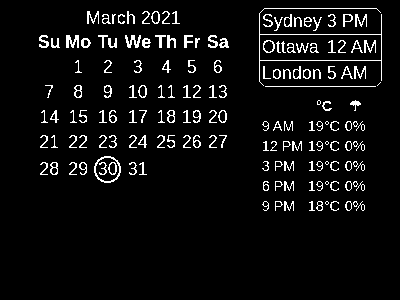 March 2021
Su Mo Tu We Th Fr Sa
1 2 3 4 5 6
7 8 9 10 11 12 13
14 15 16 17 18 19 20
21 22 23 24 25 26 27
28 29 30 31
Sydney 3 PM
Ottawa 12 AM
London 5 AM
°C ☂
9 AM 19°C 0%
12 PM 19°C 0%
3 PM 19°C 0%
6 PM 19°C 0%
9 PM 18°C 0%